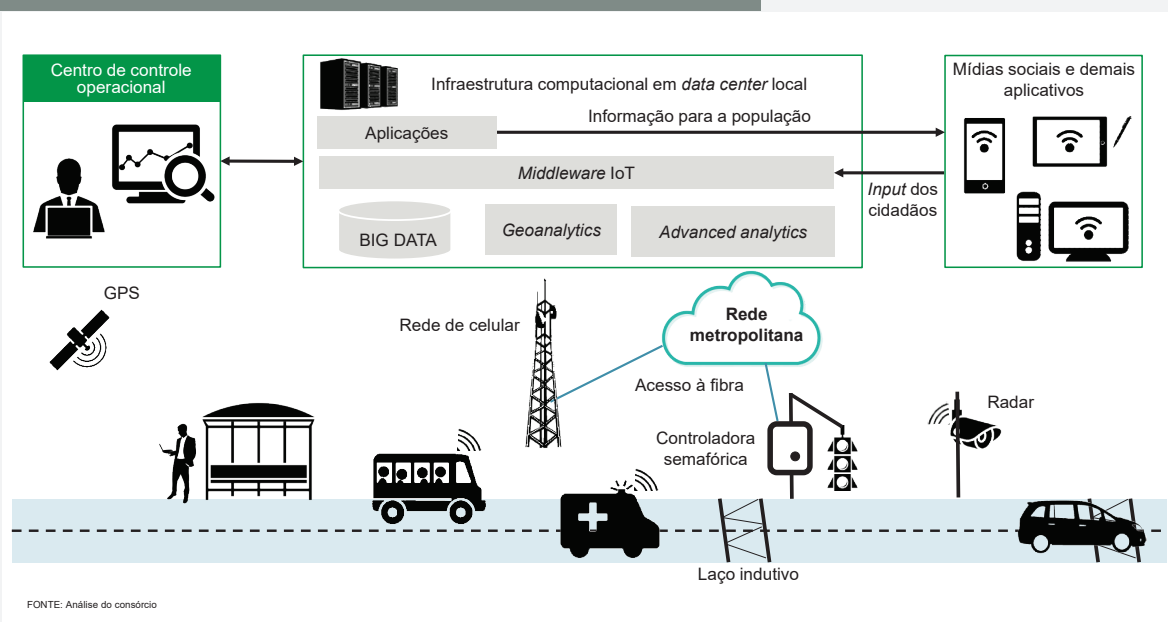 Centro de controle
operacional
Infraestrutura computacional em data center local
Informação para a população
Aplicações
Middleware IoT
BIG DATA
Geoanalytics
Advanced analytics
Mídias sociais e demais
aplicativos
Input dos
cidadãos
GPS
Rede de celular
Rede
metropolitana
Acesso à fibra
Controladora
semafórica
Radar
Laço indutivo
FONTE: Análise do consórcio